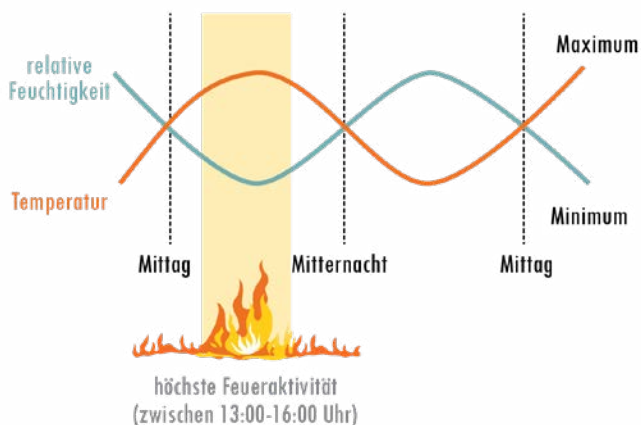 Maximum
relative
Feuchtigkeit
Temperatur
Minimum
Mittag
Mitternacht
Mittag
höchste Feueraktivität
(zwischen 13:00-16:00 Uhr)